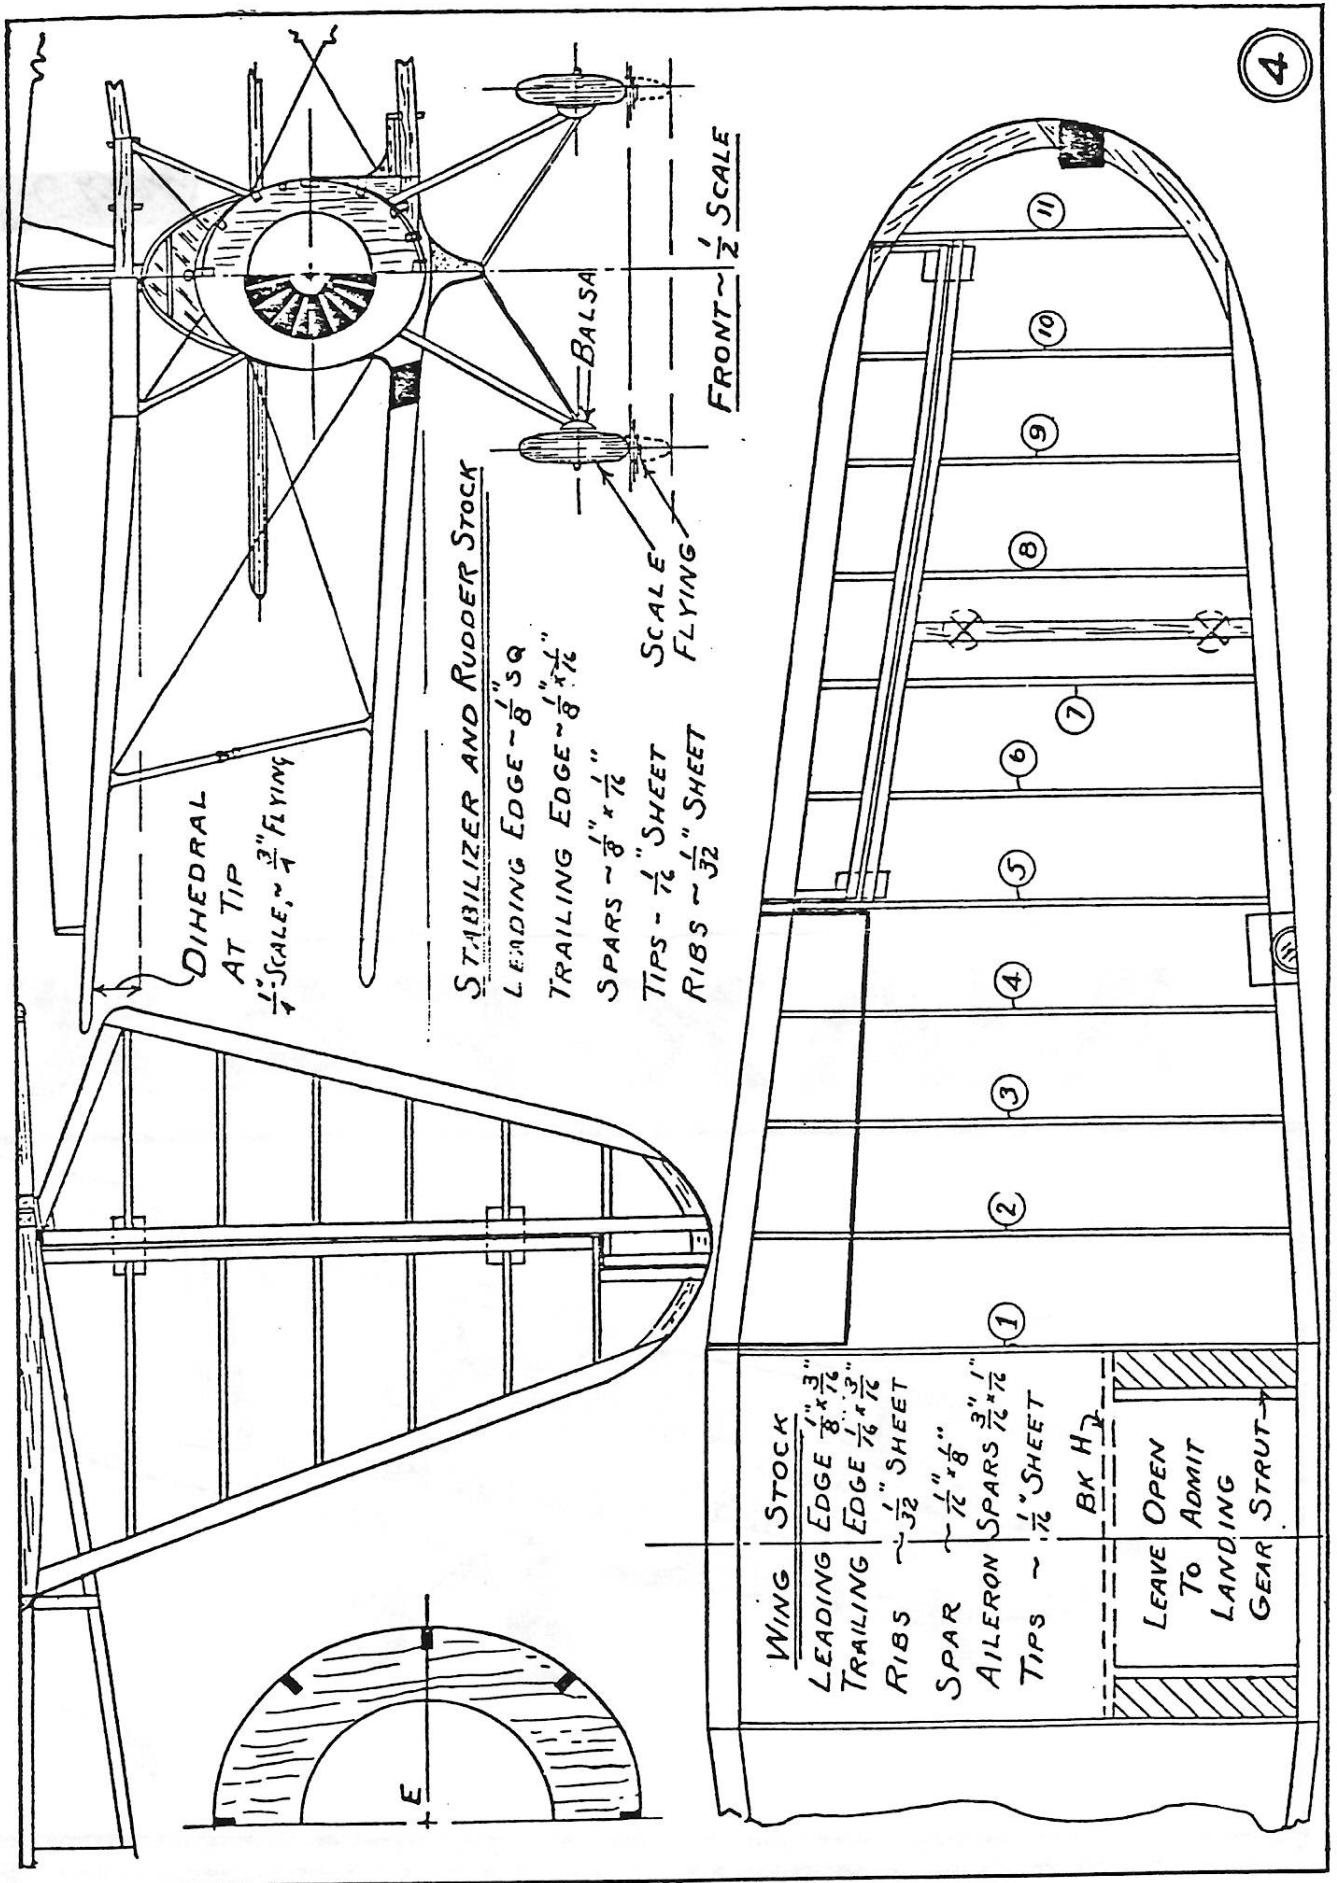 4
FRONT~ 1/2 SCALE
BALSA
SCALE
FLYING
DIHEDRAL
AT TIP
1/4" SCALE,~ 3/4" FLYING
STABILIZER AND RUDDER STOCK
LEADING EDGE~ 1/8" SQ
TRAILING EDGE~ 1/8" x 1/16"
SPARS ~ 1/8" x 1/16"
TIPS - 1/16" SHEET
RIBS ~ 1/32" SHEET
E
WING STOCK
LEADING EDGE 1/8" x 3/16"
TRAILING EDGE 1/16" x 3/16"
RIBS ~ 1/32" SHEET
SPAR ~ 1/16" x 1/8"
AILERON SPARS 3/16" x 1/16"
TIPS ~ 1/16" SHEET
BK H
LEAVE OPEN
TO ADMIT
LANDING
GEAR STRUT
1
2
3
4
5
6
7
8
9
10
11